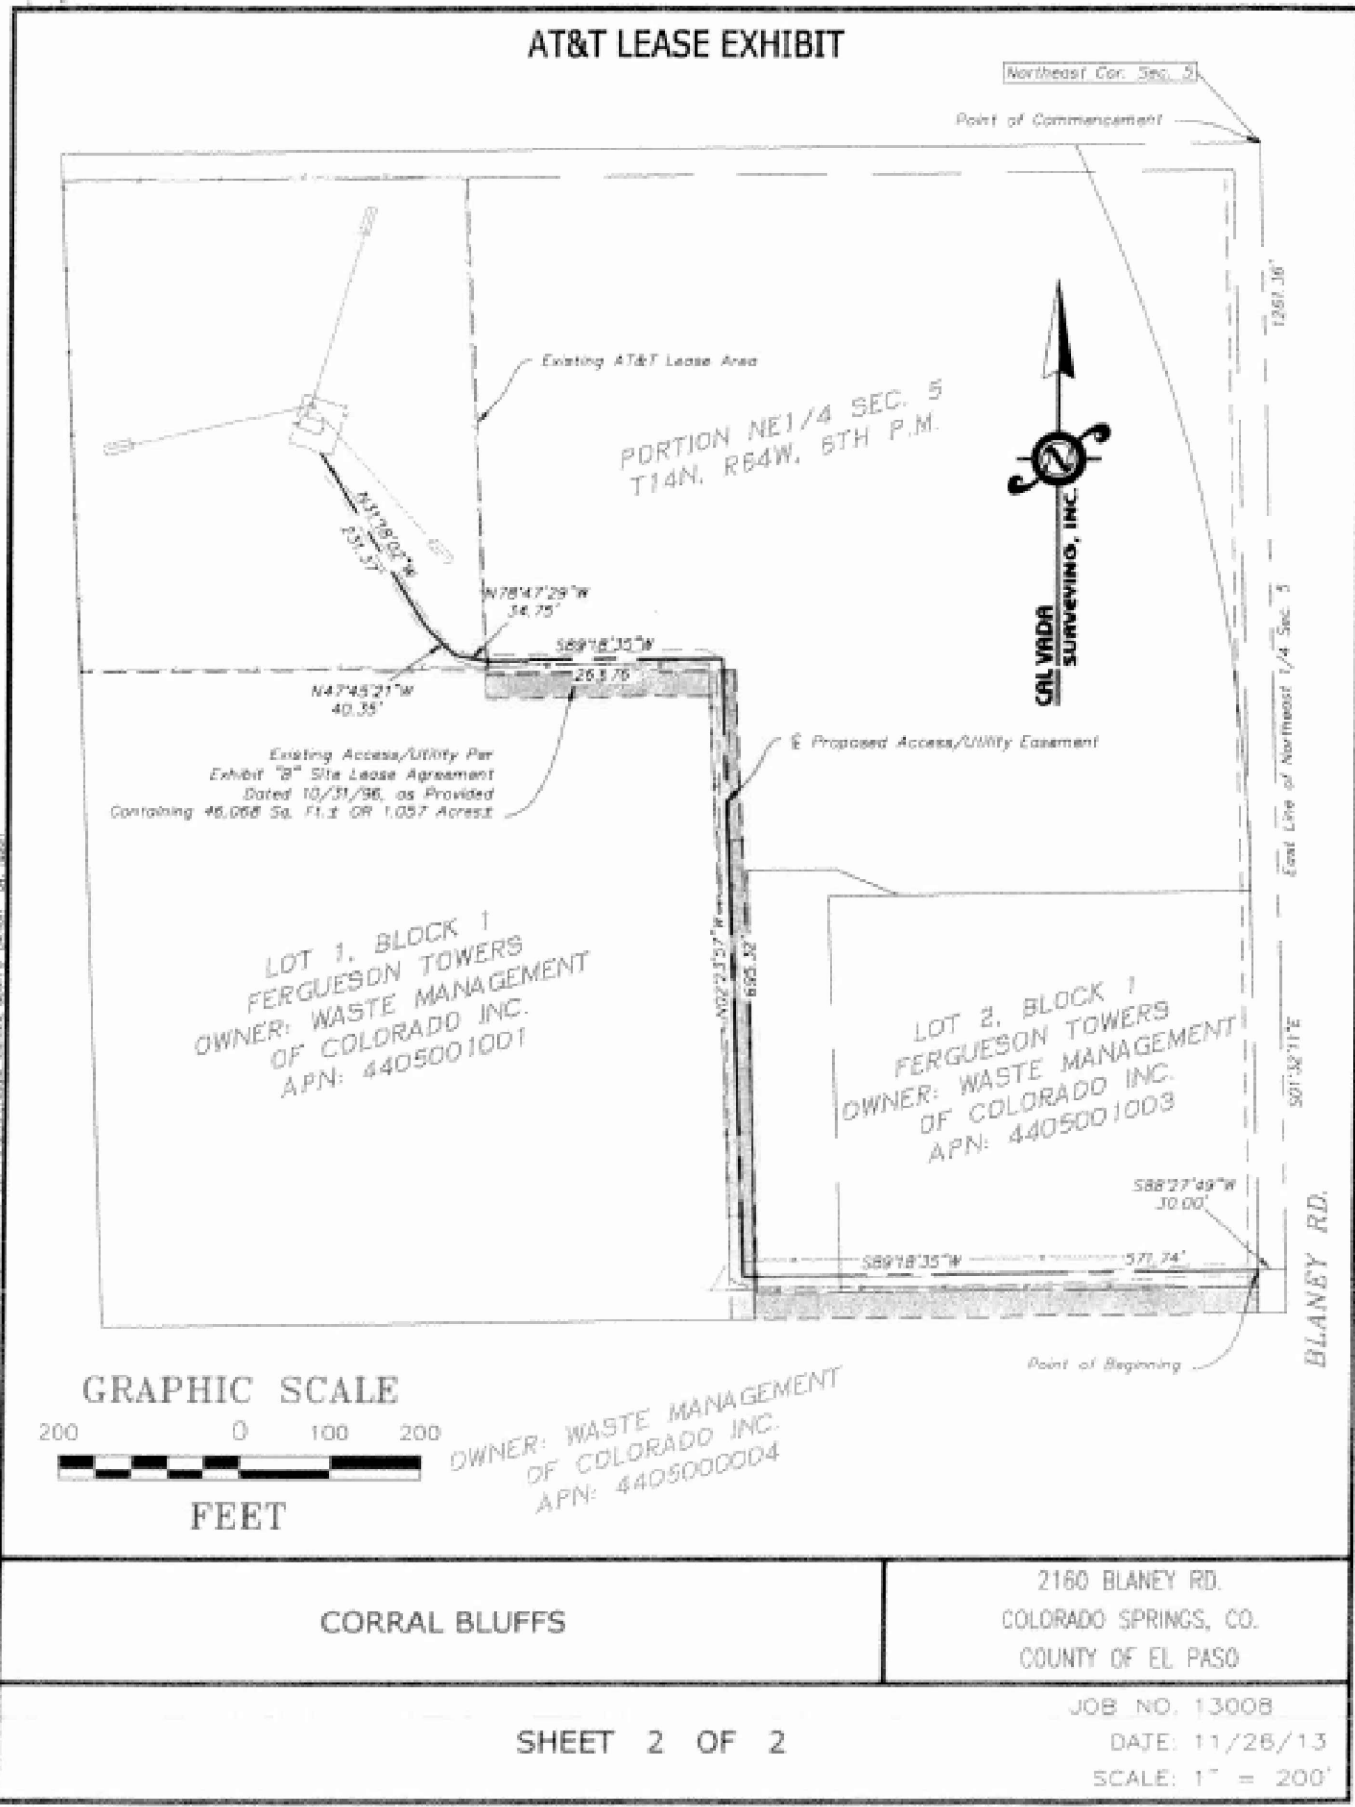 AT&T LEASE EXHIBIT
Northeast Cor. Sec. 5
Point of Commencement
1261.36'
Existing AT&T Lease Area
PORTION NE1/4 SEC. 5
T14N, R64W, 6TH P.M.
CAL VADA
SURVEYING, INC.
N31°18'02"W
231.37'
N78°47'29"W
34.75'
S89°18'35"W
263.76'
N47°45'21"W
40.35'
East Line of Northeast 1/4 Sec. 5
₠ Proposed Access/Utility Easement
Existing Access/Utility Per
Exhibit "B" Site Lease Agreement
Dated 10/31/96, as Provided
Containing 46,068 Sq. Ft.± OR 1.057 Acres±
N02°23'57"W
695.32'
LOT 1, BLOCK 1
FERGUESON TOWERS
OWNER: WASTE MANAGEMENT
OF COLORADO INC.
APN: 4405001001
LOT 2, BLOCK 1
FERGUESON TOWERS
OWNER: WASTE MANAGEMENT
OF COLORADO INC.
APN: 4405001003
S01°32'11"E
S88°27'49"W
30.00'
S89°18'35"W 571.74'
BLANEY RD.
Point of Beginning
GRAPHIC SCALE
200 0 100 200
FEET
OWNER: WASTE MANAGEMENT
OF COLORADO INC.
APN: 4405000004
CORRAL BLUFFS
2160 BLANEY RD.
COLORADO SPRINGS, CO.
COUNTY OF EL PASO
SHEET 2 OF 2
JOB NO. 13008
DATE: 11/26/13
SCALE: 1" = 200'